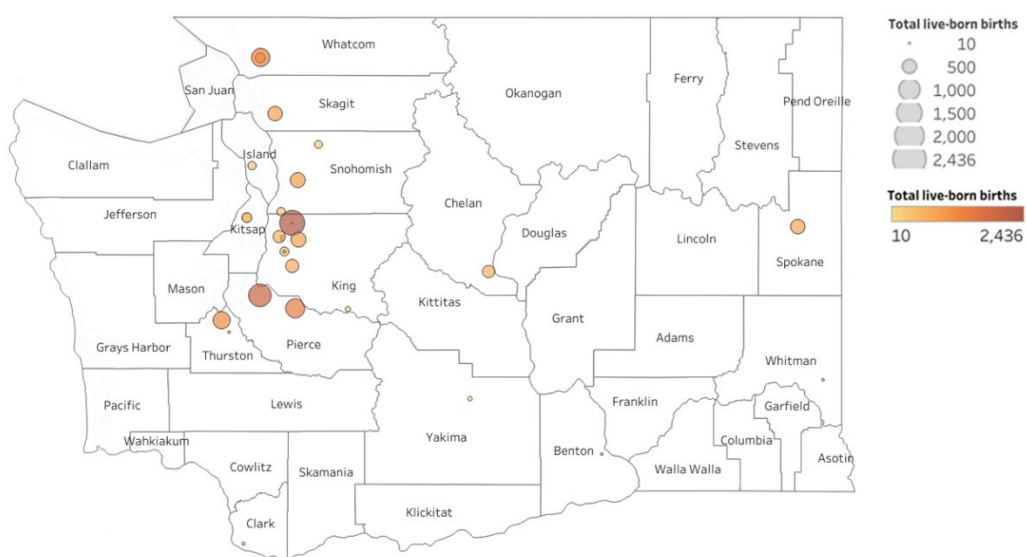 Total live-born births
10
500
1,000
1,500
2,000
2,436
Total live-born births
10 2,436
Whatcom
San Juan
Skagit
Okanogan
Ferry
Pend Oreille
Stevens
Island
Clallam
Snohomish
Chelan
Jefferson
Kitsap
Douglas
Lincoln
Spokane
Mason
King
Kittitas
Grant
Grays Harbor
Thurston
Pierce
Adams
Whitman
Pacific
Lewis
Franklin
Garfield
Wahkiakum
Yakima
Benton
Columbia
Asotin
Cowlitz
Skamania
Walla Walla
Klickitat
Clark